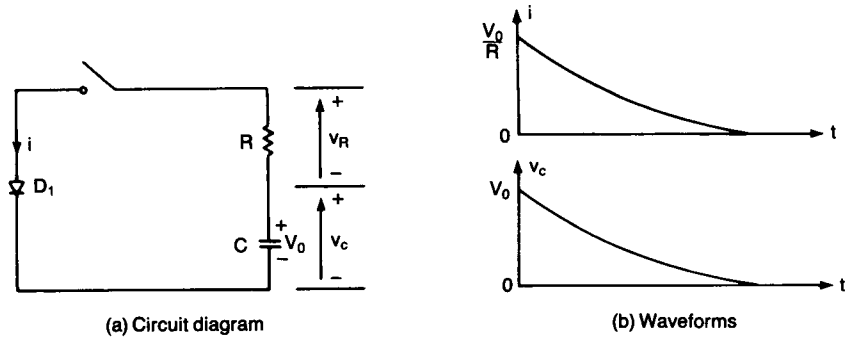 i
D₁
R
C
+
V₀
−
+
v_R
−
+
v_c
−
(a) Circuit diagram
i
V₀
R
0
t
v_c
V₀
0
t
(b) Waveforms